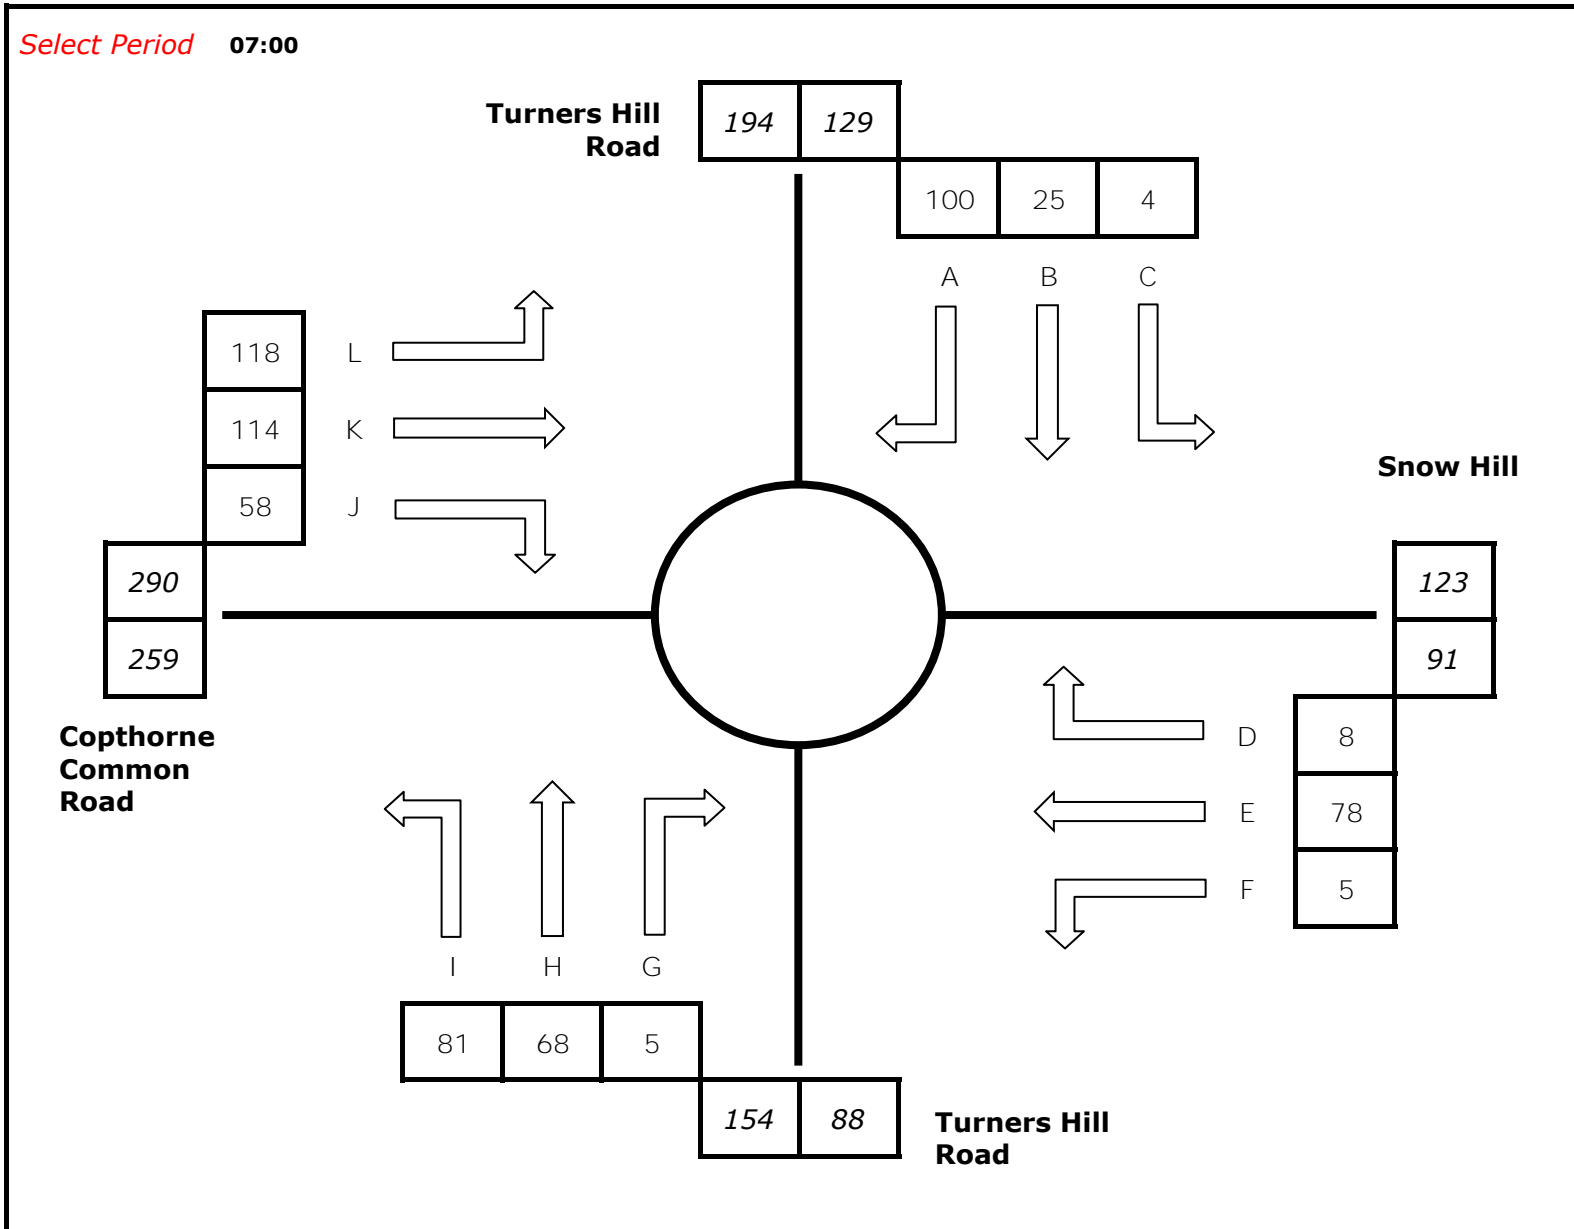 Select Period 07:00
Turners Hill
Road
194 129
100 25 4
A B C
118 L
114 K
58 J
290
259
Copthorne
Common
Road
Snow Hill
123
91
D 8
E 78
F 5
I H G
81 68 5
154 88
Turners Hill
Road